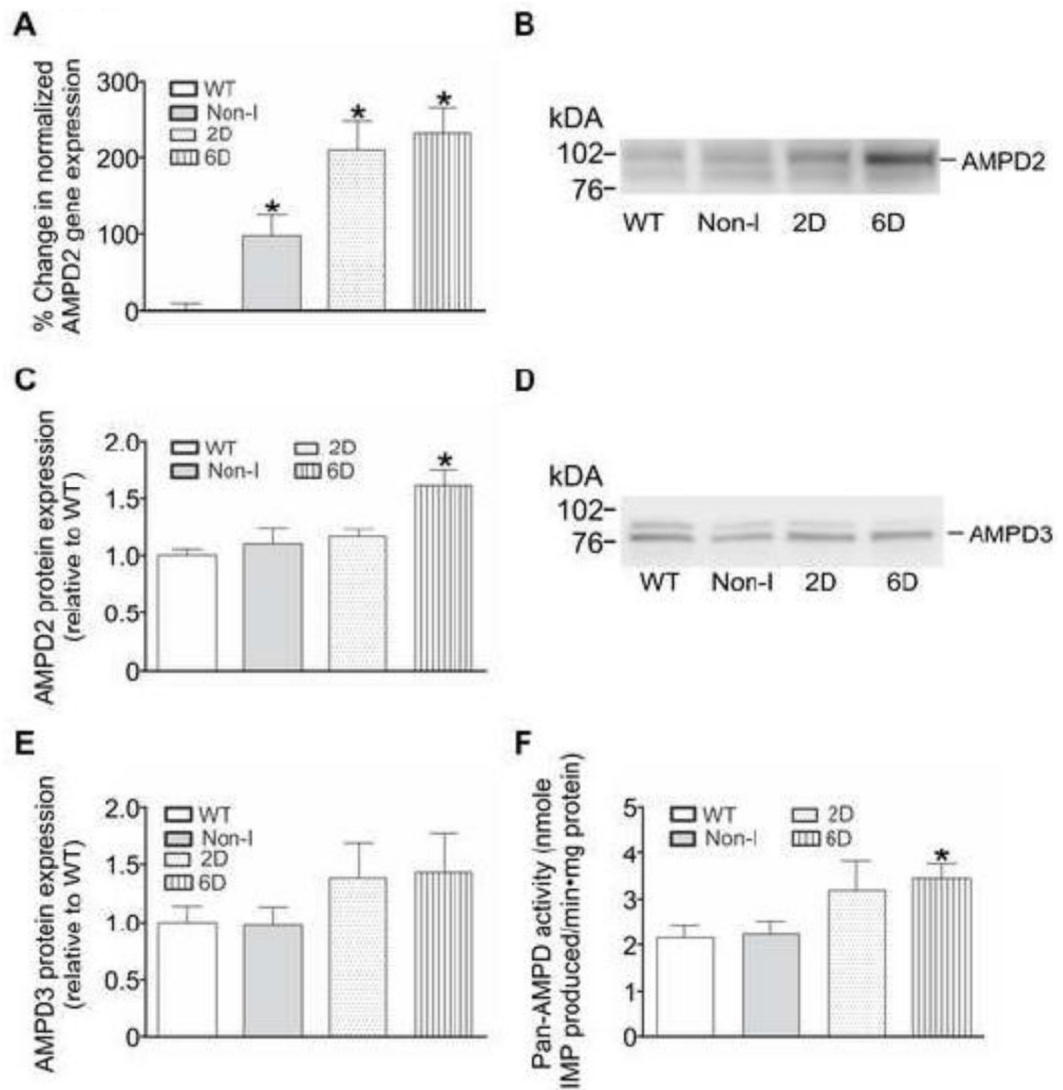 A
% Change in normalized
AMPD2 gene expression
300
200
100
0
WT
Non-I
2D
6D
*
*
*
B
kDA
102
76
AMPD2
WT Non-I 2D 6D
C
AMPD2 protein expression
(relative to WT)
2.0
1.5
1.0
0.5
0
WT 2D
Non-I 6D
*
D
kDA
102
76
AMPD3
WT Non-I 2D 6D
E
AMPD3 protein expression
(relative to WT)
2.0
1.5
1.0
0.5
0
WT
Non-I
2D
6D
F
Pan-AMPD activity (nmole
IMP produced/min•mg protein)
5
4
3
2
1
0
WT 2D
Non-I 6D
*